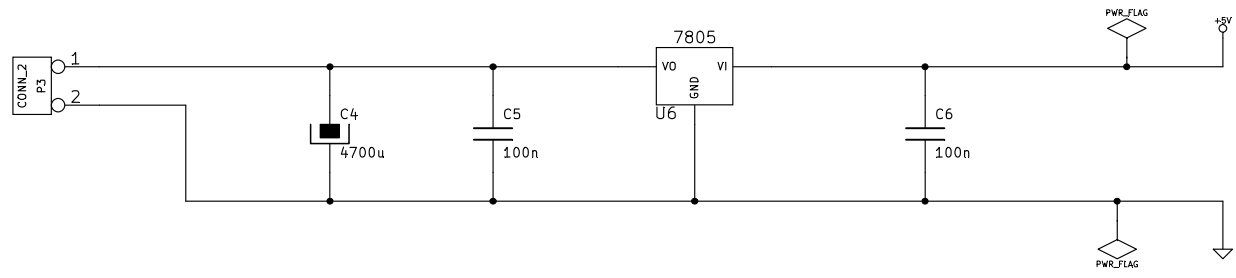 PWR_FLAG
+5V
7805
1
VO
VI
CONN_2
P3
GND
2
U6
C4
C5
C6
4700u
100n
100n
PWR_FLAG